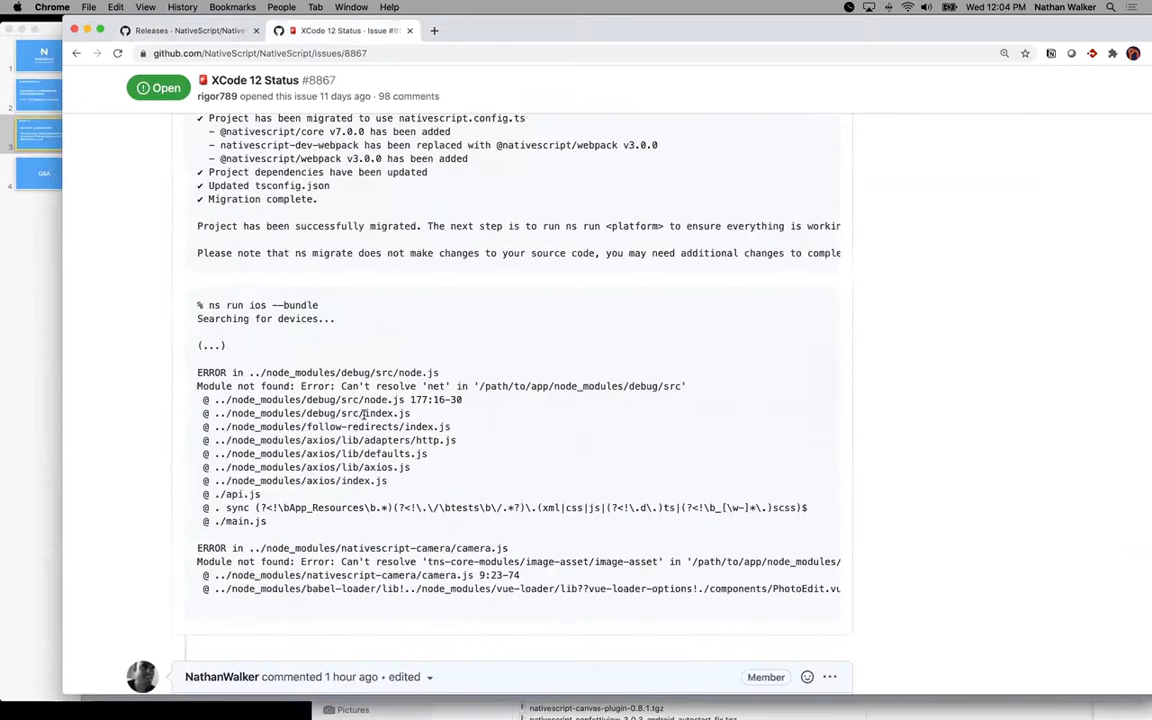 Chrome File Edit View History Bookmarks People Tab Window Help Wed 12:04 PM Nathan Walker
Releases · NativeScript/Native
XCode 12 Status · Issue #8
github.com/NativeScript/NativeScript/issues/8867
Open
XCode 12 Status #8867
rigor789 opened this issue 11 days ago · 98 comments
1
N
2
3
4
Q&A
✔ Project has been migrated to use nativescript.config.ts
– @nativescript/core v7.0.0 has been added
– nativescript-dev-webpack has been replaced with @nativescript/webpack v3.0.0
– @nativescript/webpack v3.0.0 has been added
✔ Project dependencies have been updated
✔ Updated tsconfig.json
✔ Migration complete.
Project has been successfully migrated. The next step is to run ns run <platform> to ensure everything is workin
Please note that ns migrate does not make changes to your source code, you may need additional changes to comple
% ns run ios --bundle
Searching for devices...
(...)
ERROR in ../node_modules/debug/src/node.js
Module not found: Error: Can't resolve 'net' in '/path/to/app/node_modules/debug/src'
@ ../node_modules/debug/src/node.js 177:16-30
@ ../node_modules/debug/src/index.js
@ ../node_modules/follow-redirects/index.js
@ ../node_modules/axios/lib/adapters/http.js
@ ../node_modules/axios/lib/defaults.js
@ ../node_modules/axios/lib/axios.js
@ ../node_modules/axios/index.js
@ ./api.js
@ . sync (?<!\bApp_Resources\b.*)(?<!\.\/\btests\b\/.*?)\.(xml|css|js|(?<!\.d\.)ts|(?<!\b_[\w-]*\.)scss)$
@ ./main.js
ERROR in ../node_modules/nativescript-camera/camera.js
Module not found: Error: Can't resolve 'tns-core-modules/image-asset/image-asset' in '/path/to/app/node_modules/
@ ../node_modules/nativescript-camera/camera.js 9:23-74
@ ../node_modules/babel-loader/lib!../node_modules/vue-loader/lib??vue-loader-options!./components/PhotoEdit.vu
NathanWalker commented 1 hour ago · edited
Member
Pictures
nativescript-canvas-plugin-0.8.1.tgz